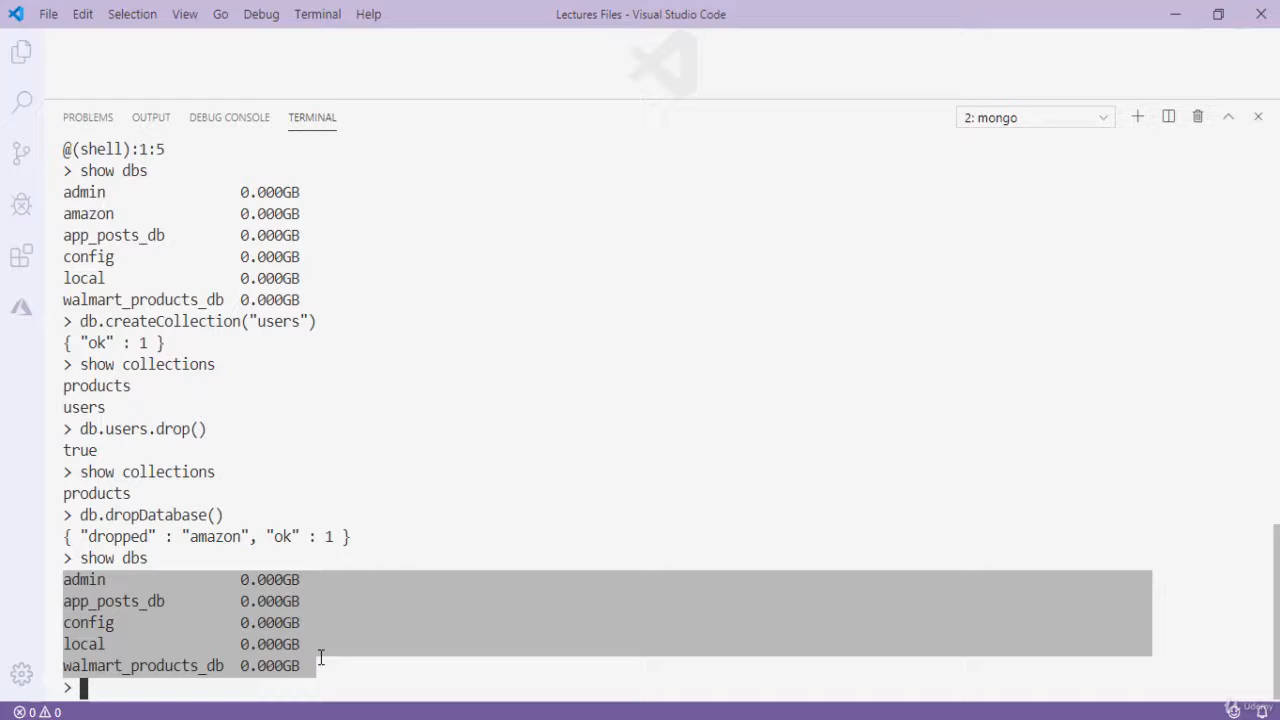 File Edit Selection View Go Debug Terminal Help Lectures Files - Visual Studio Code
PROBLEMS OUTPUT DEBUG CONSOLE TERMINAL 2: mongo
@(shell):1:5
> show dbs
admin 0.000GB
amazon 0.000GB
app_posts_db 0.000GB
config 0.000GB
local 0.000GB
walmart_products_db 0.000GB
> db.createCollection("users")
{ "ok" : 1 }
> show collections
products
users
> db.users.drop()
true
> show collections
products
> db.dropDatabase()
{ "dropped" : "amazon", "ok" : 1 }
> show dbs
admin 0.000GB
app_posts_db 0.000GB
config 0.000GB
local 0.000GB
walmart_products_db 0.000GB
>
0 0 Udemy